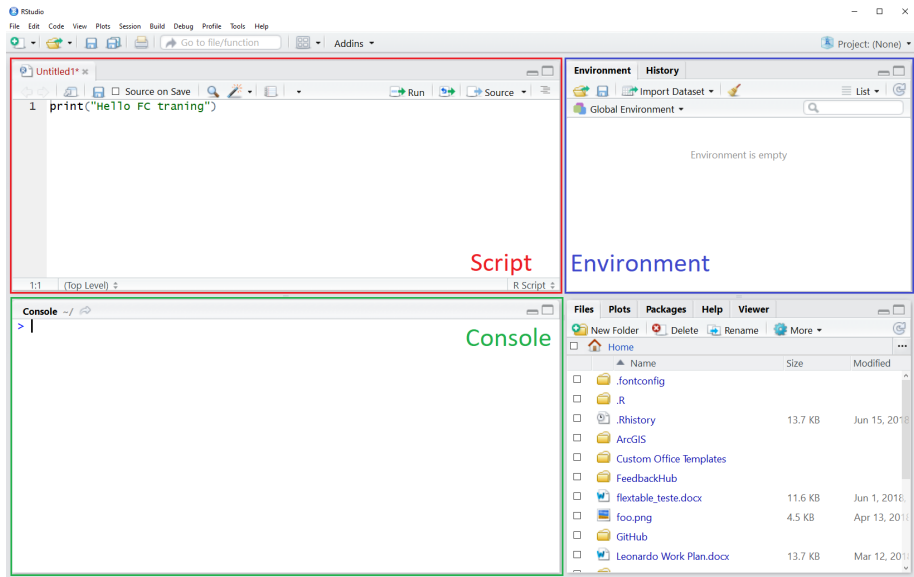 RStudio
File Edit Code View Plots Session Build Debug Profile Tools Help
Go to file/function Addins Project: (None)
Untitled1*
Source on Save Run Source
1 print("Hello FC traning")
Script
1:1 (Top Level) R Script
Environment History
Import Dataset List
Global Environment
Environment is empty
Environment
Console ~/
>
Console
Files Plots Packages Help Viewer
New Folder Delete Rename More
Home
Name Size Modified
.fontconfig
.R
.Rhistory 13.7 KB Jun 15, 2018
ArcGIS
Custom Office Templates
FeedbackHub
flextable_teste.docx 11.6 KB Jun 1, 2018,
foo.png 4.5 KB Apr 13, 2018
GitHub
Leonardo Work Plan.docx 13.7 KB Mar 12, 201